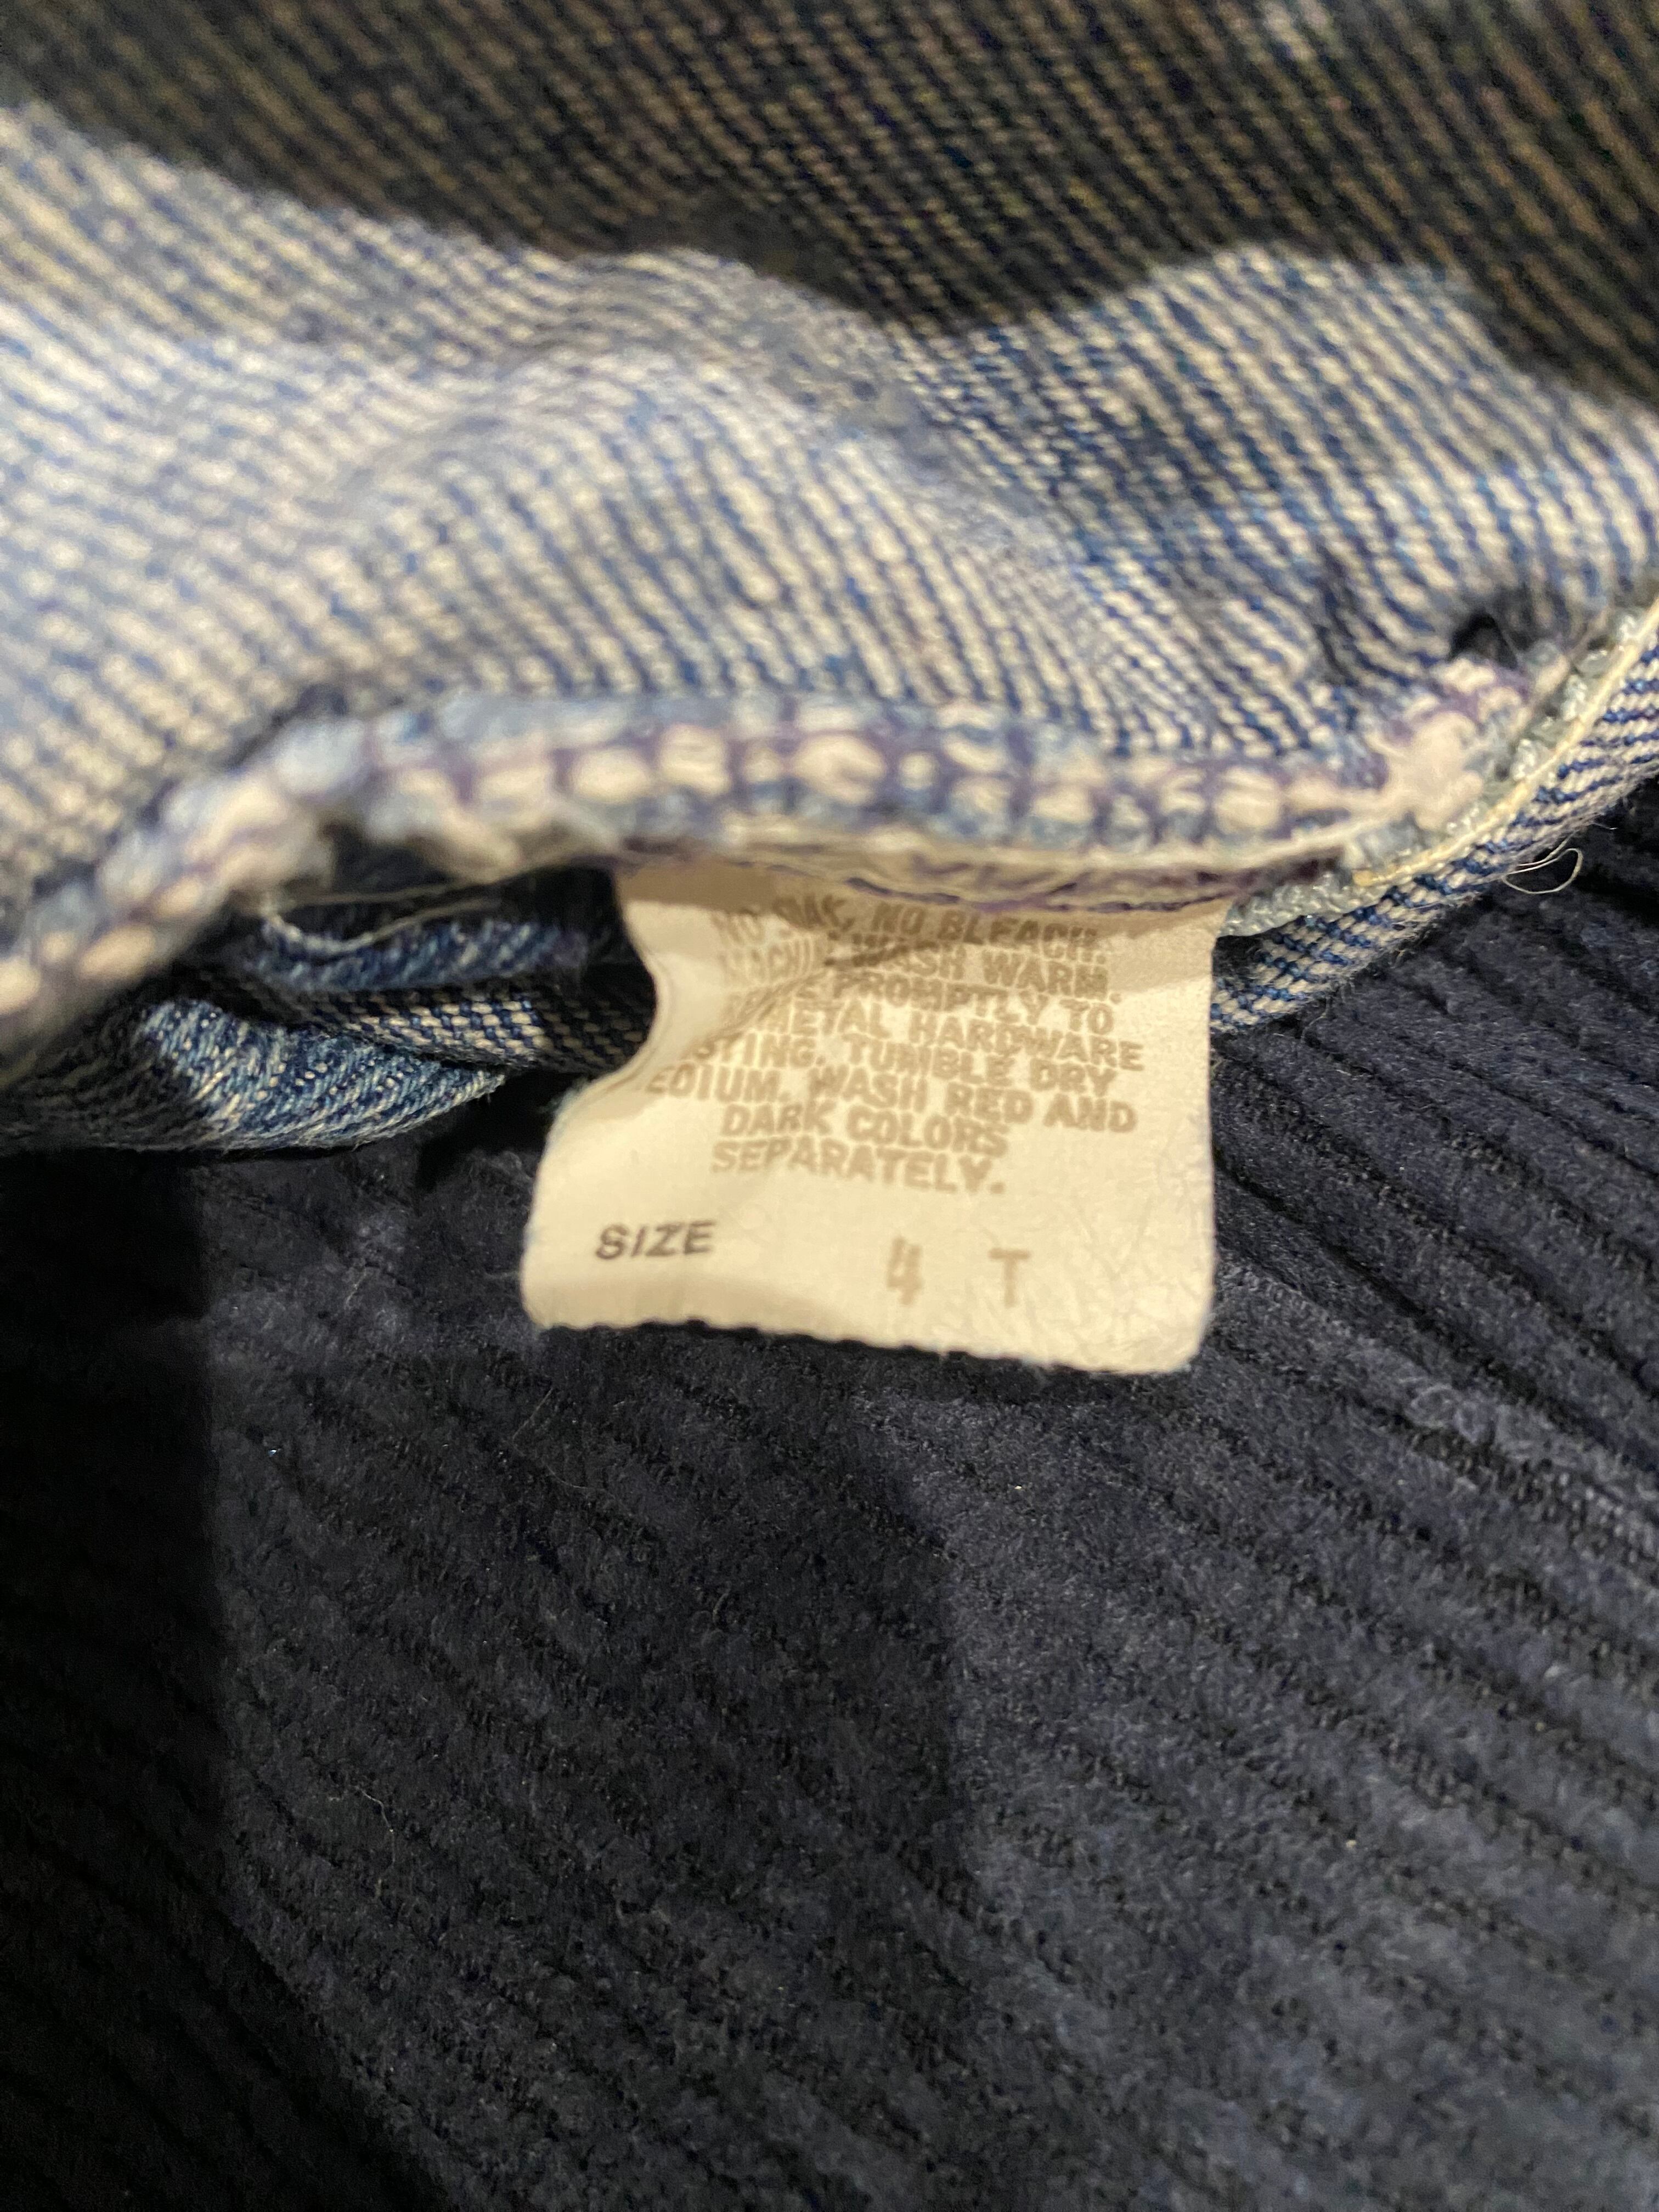 NO SOAK, NO BLEACH.
MACHINE WASH WARM.
PROMPTLY TO
METAL HARDWARE
TUMBLE DRY
MEDIUM. WASH RED AND
DARK COLORS
SEPARATELY.
SIZE 4 T